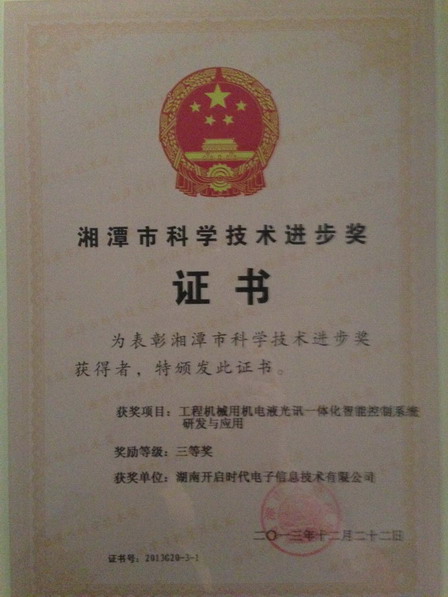 湘潭市科学技术进步奖
证书
为表彰湘潭市科学技术进步奖
获得者，特颁发此证书。
获奖项目：工程机械用机电液光讯一体化智能控制系统
研发与应用
奖励等级：三等奖
获奖单位：湖南开启时代电子信息技术有限公司
二〇一三年十二月二十二日
证书号：2013G20-3-1